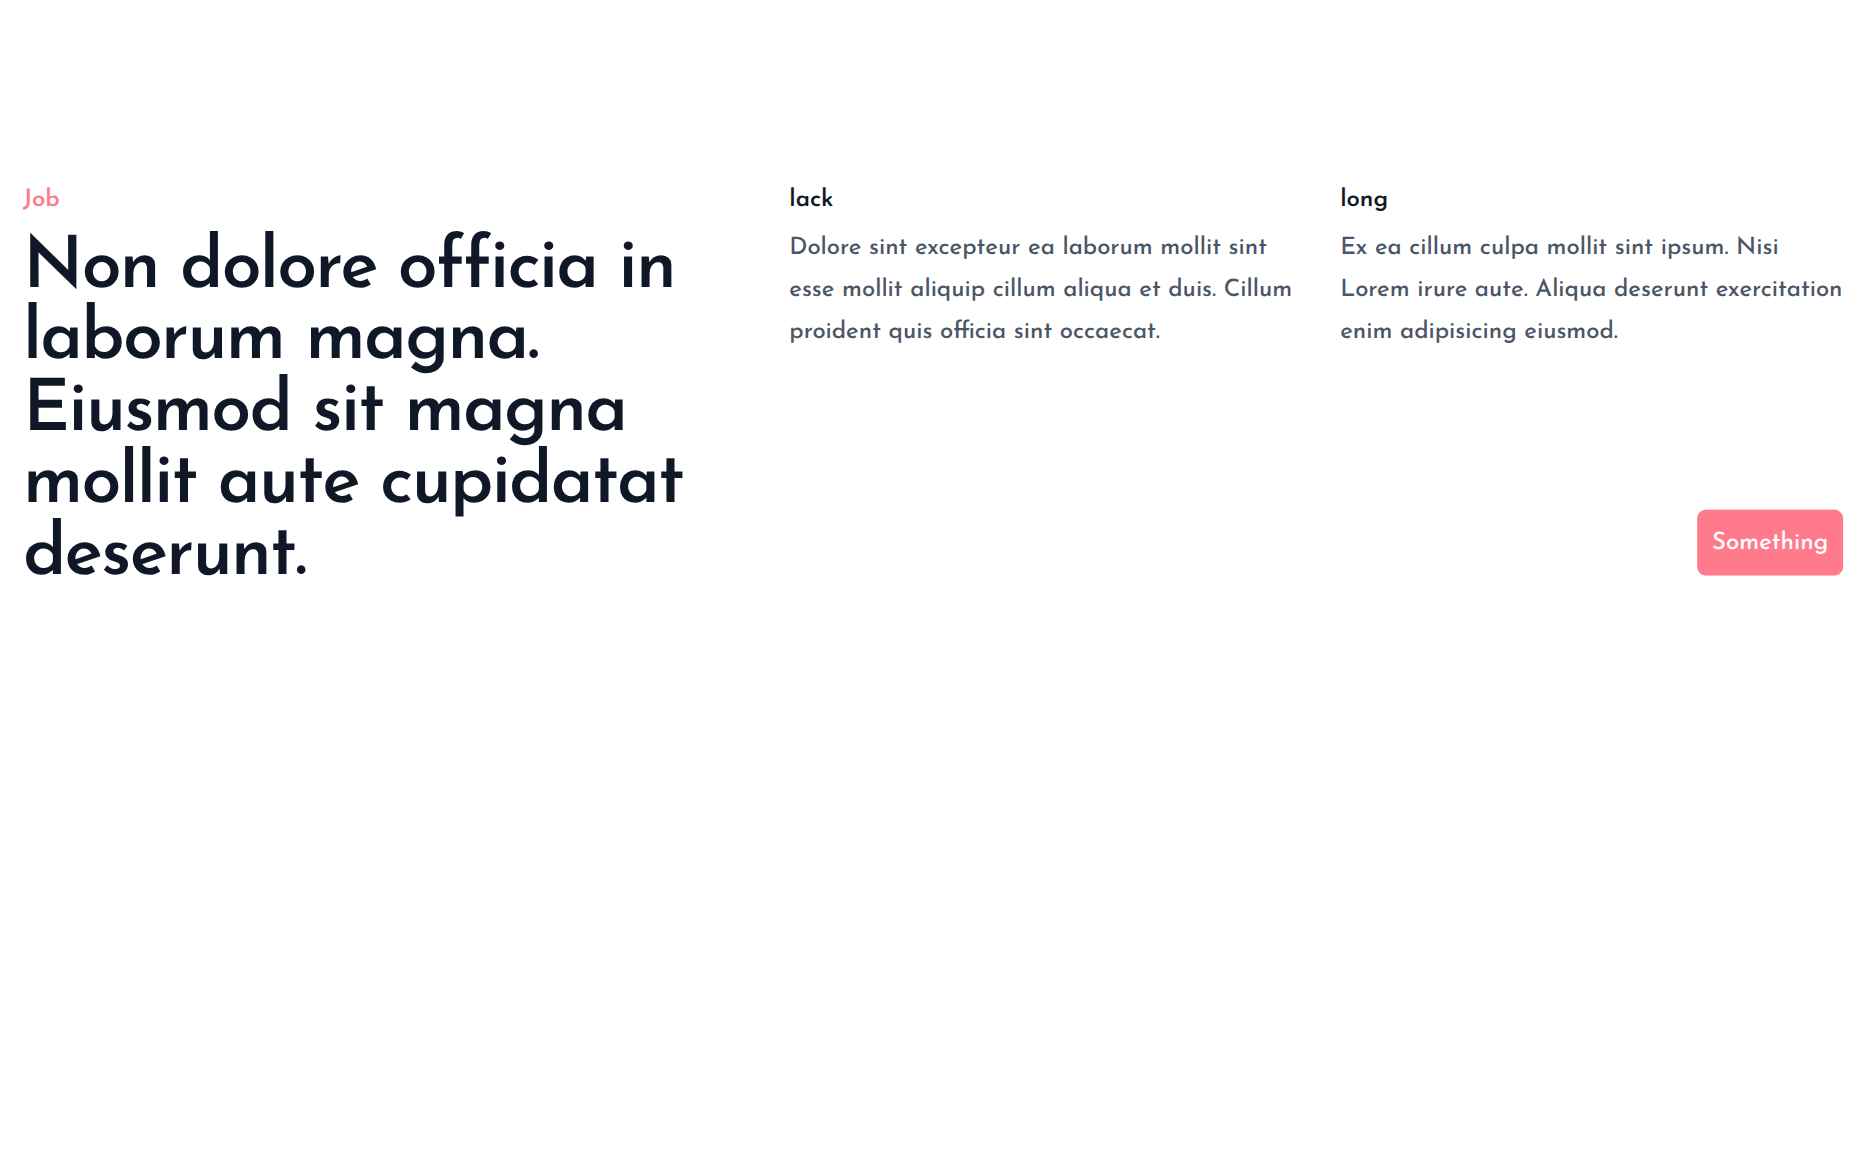 Job
Non dolore officia in
laborum magna.
Eiusmod sit magna
mollit aute cupidatat
deserunt.
lack
Dolore sint excepteur ea laborum mollit sint
esse mollit aliquip cillum aliqua et duis. Cillum
proident quis officia sint occaecat.
long
Ex ea cillum culpa mollit sint ipsum. Nisi
Lorem irure aute. Aliqua deserunt exercitation
enim adipisicing eiusmod.
Something